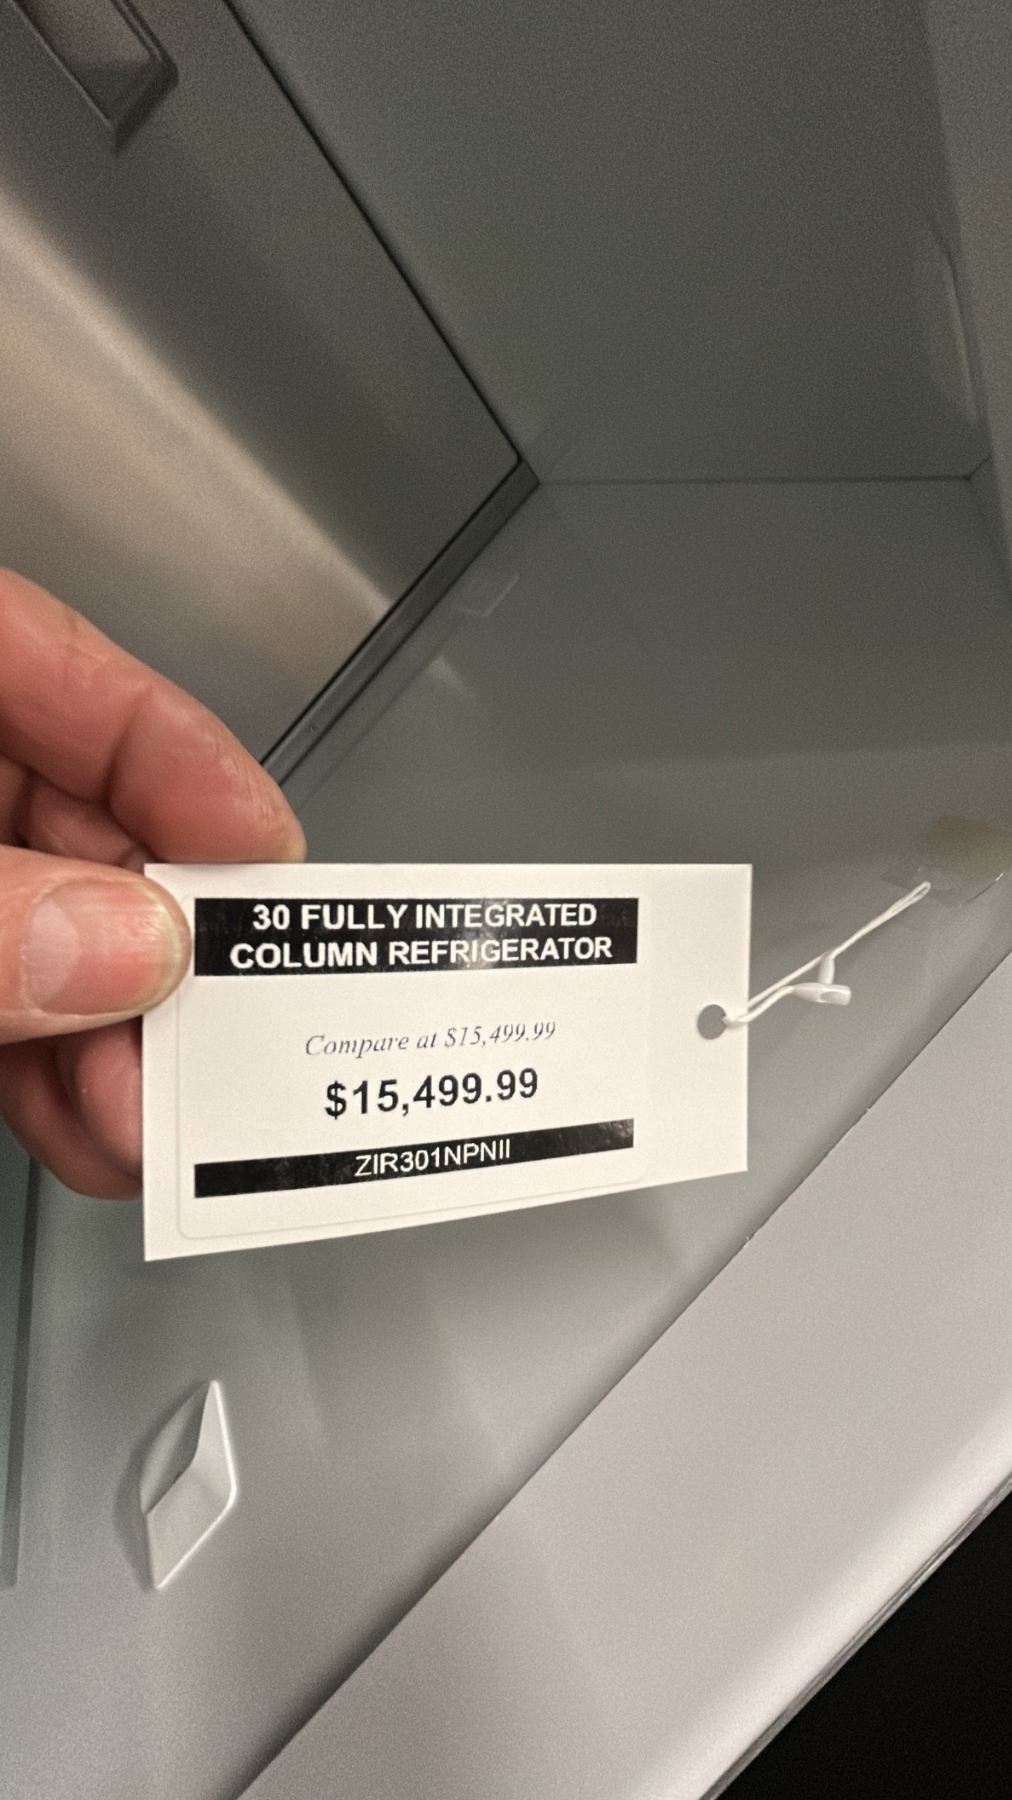 30 FULLY INTEGRATED
COLUMN REFRIGERATOR
Compare at $15,499.99
$15,499.99
ZIR301NPNII